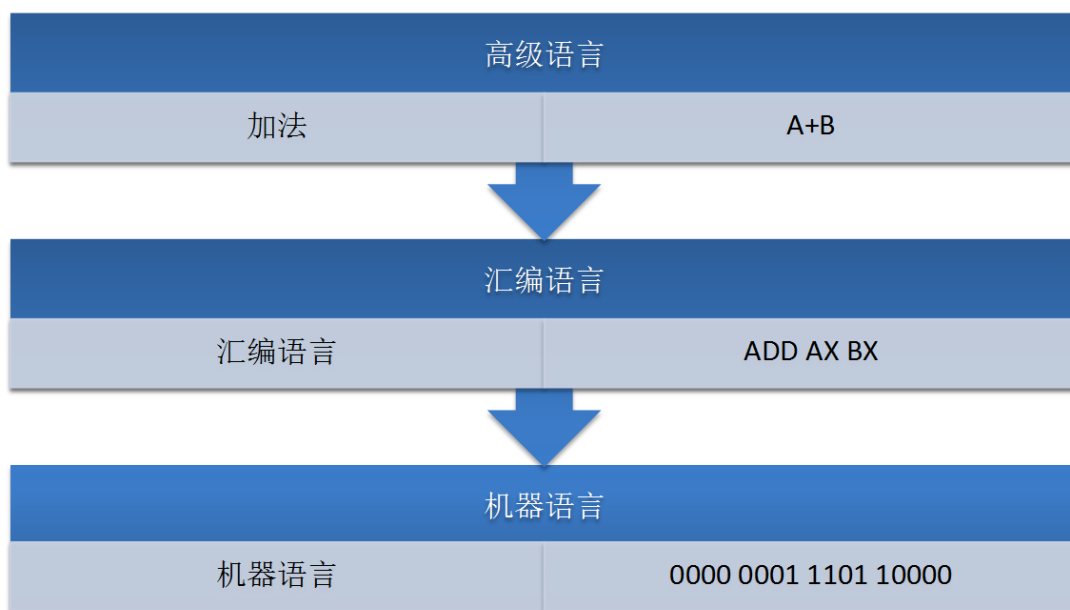 高级语言
加法 A+B
汇编语言
汇编语言 ADD AX BX
机器语言
机器语言 0000 0001 1101 10000